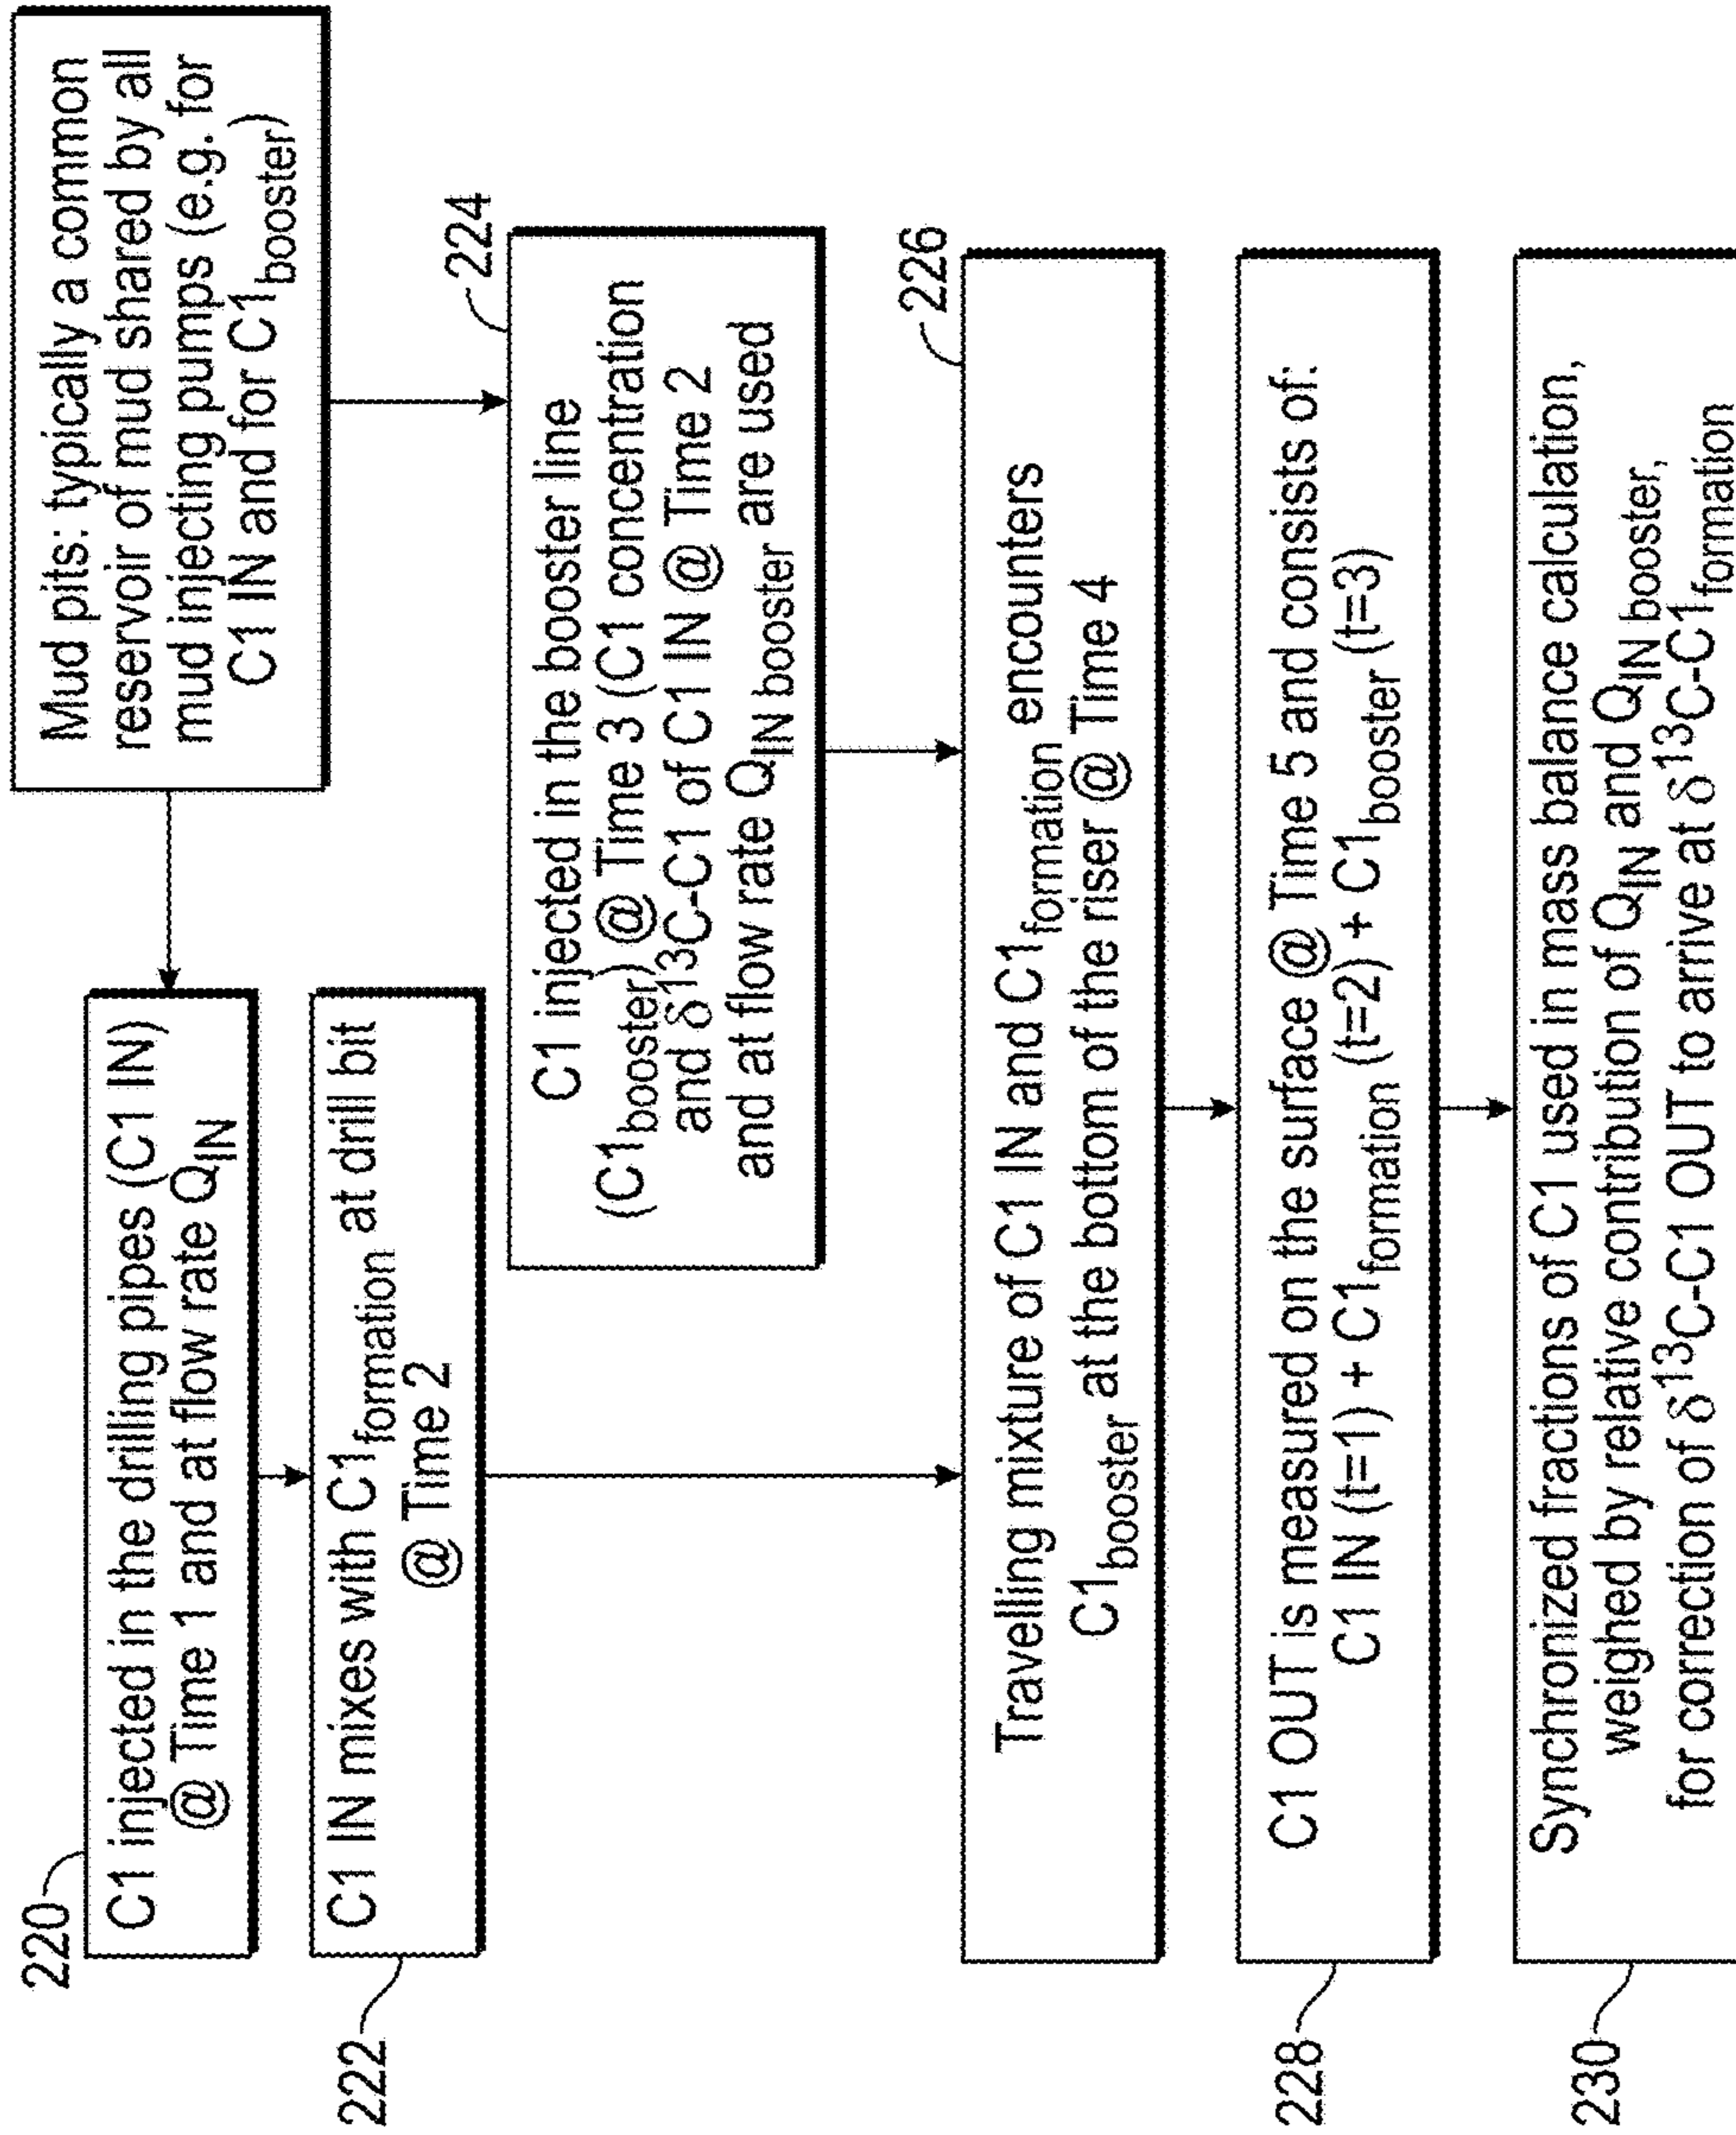 Mud pits: typically a common
reservoir of mud shared by all
mud injecting pumps (e.g. for
C1 IN and for C1booster)
220
C1 injected in the drilling pipes (C1 IN)
@ Time 1 and at flow rate QIN
222
C1 IN mixes with C1formation at drill bit
@ Time 2
224
C1 injected in the booster line
(C1booster) @ Time 3 (C1 concentration
and δ13C-C1 of C1 IN @ Time 2
and at flow rate QIN booster are used
226
Travelling mixture of C1 IN and C1formation encounters
C1booster at the bottom of the riser @ Time 4
228
C1 OUT is measured on the surface @ Time 5 and consists of:
C1 IN (t=1) + C1formation (t=2) + C1booster (t=3)
230
Synchronized fractions of C1 used in mass balance calculation,
weighed by relative contribution of QIN and QIN booster,
for correction of δ13C-C1 OUT to arrive at δ13C-C1formation